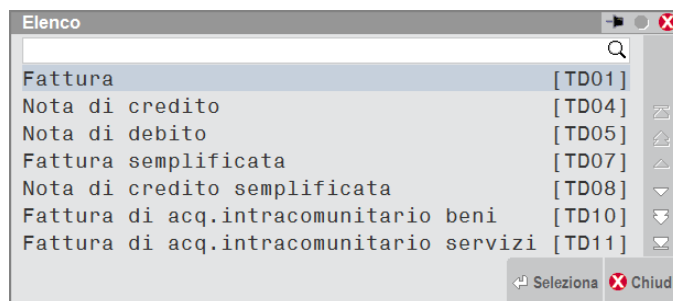 Elenco
Fattura [TD01]
Nota di credito [TD04]
Nota di debito [TD05]
Fattura semplificata [TD07]
Nota di credito semplificata [TD08]
Fattura di acq.intracomunitario beni [TD10]
Fattura di acq.intracomunitario servizi [TD11]
Seleziona Chiud